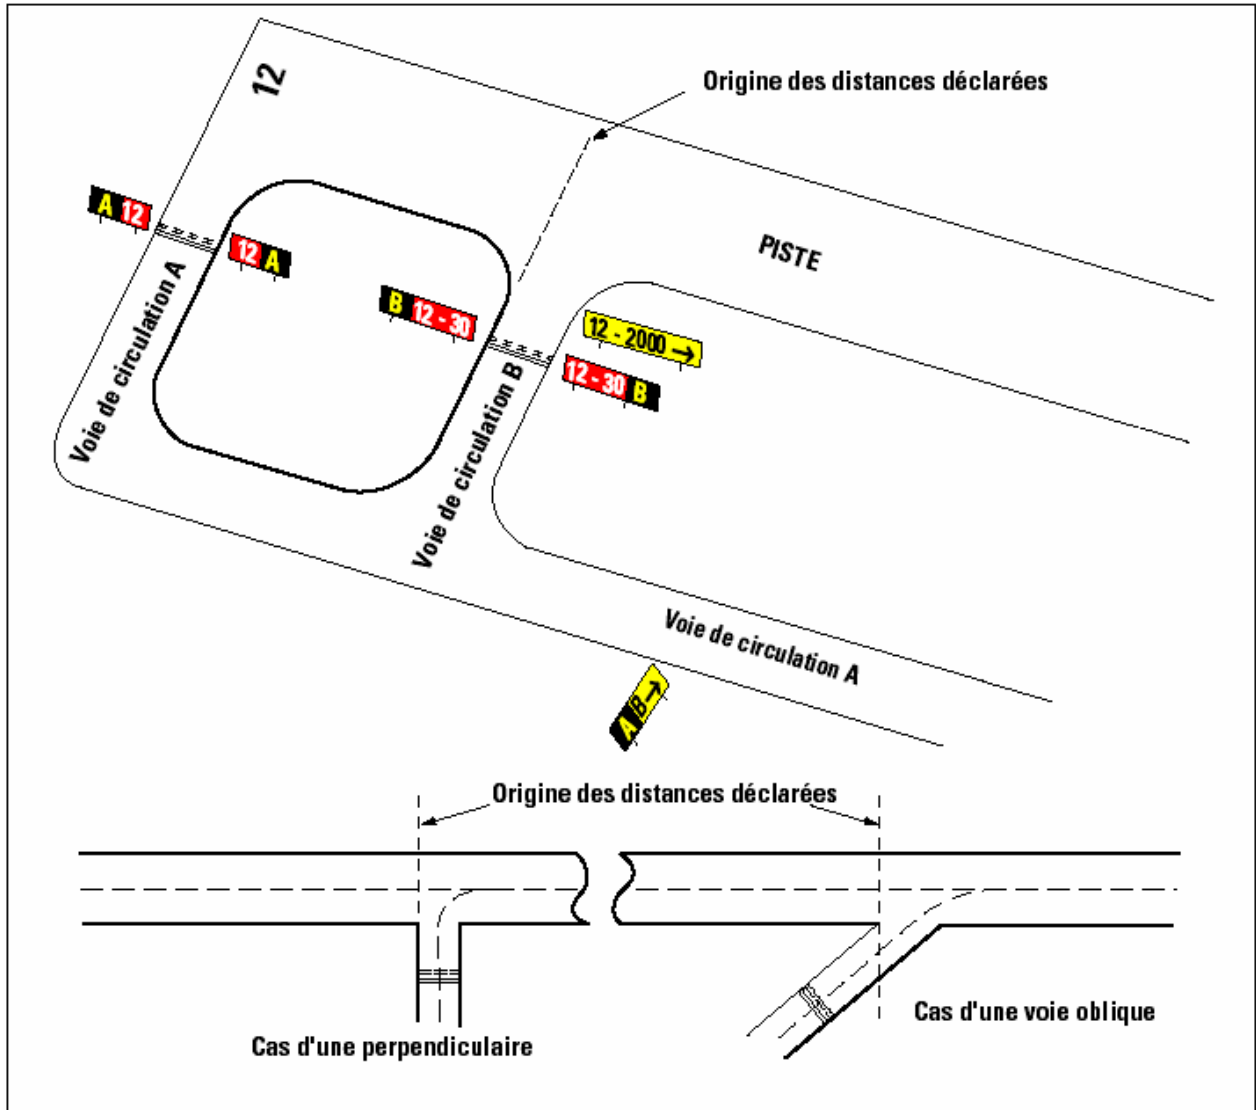 12
Origine des distances déclarées
PISTE
A 12
12 A
B 12 - 30
12 - 2000 →
12 - 30 B
Voie de circulation A
Voie de circulation B
Voie de circulation A
A B →
Origine des distances déclarées
Cas d'une perpendiculaire
Cas d'une voie oblique